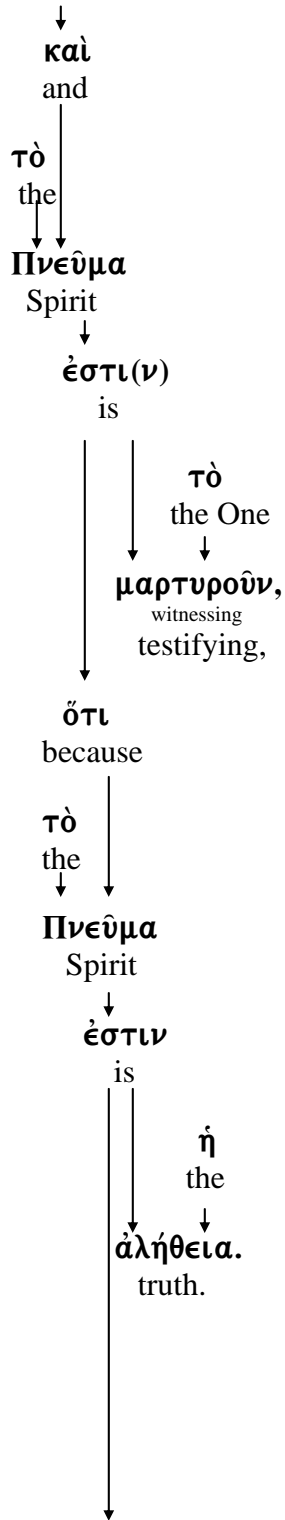 καὶ
and
τὸ
the
Πνεῦμα
Spirit
ἐστι(ν)
is
τὸ
the One
μαρτυροῦν,
witnessing
testifying,
ὅτι
because
τὸ
the
Πνεῦμα
Spirit
ἐστιν
is
ἡ
the
ἀλήθεια.
truth.